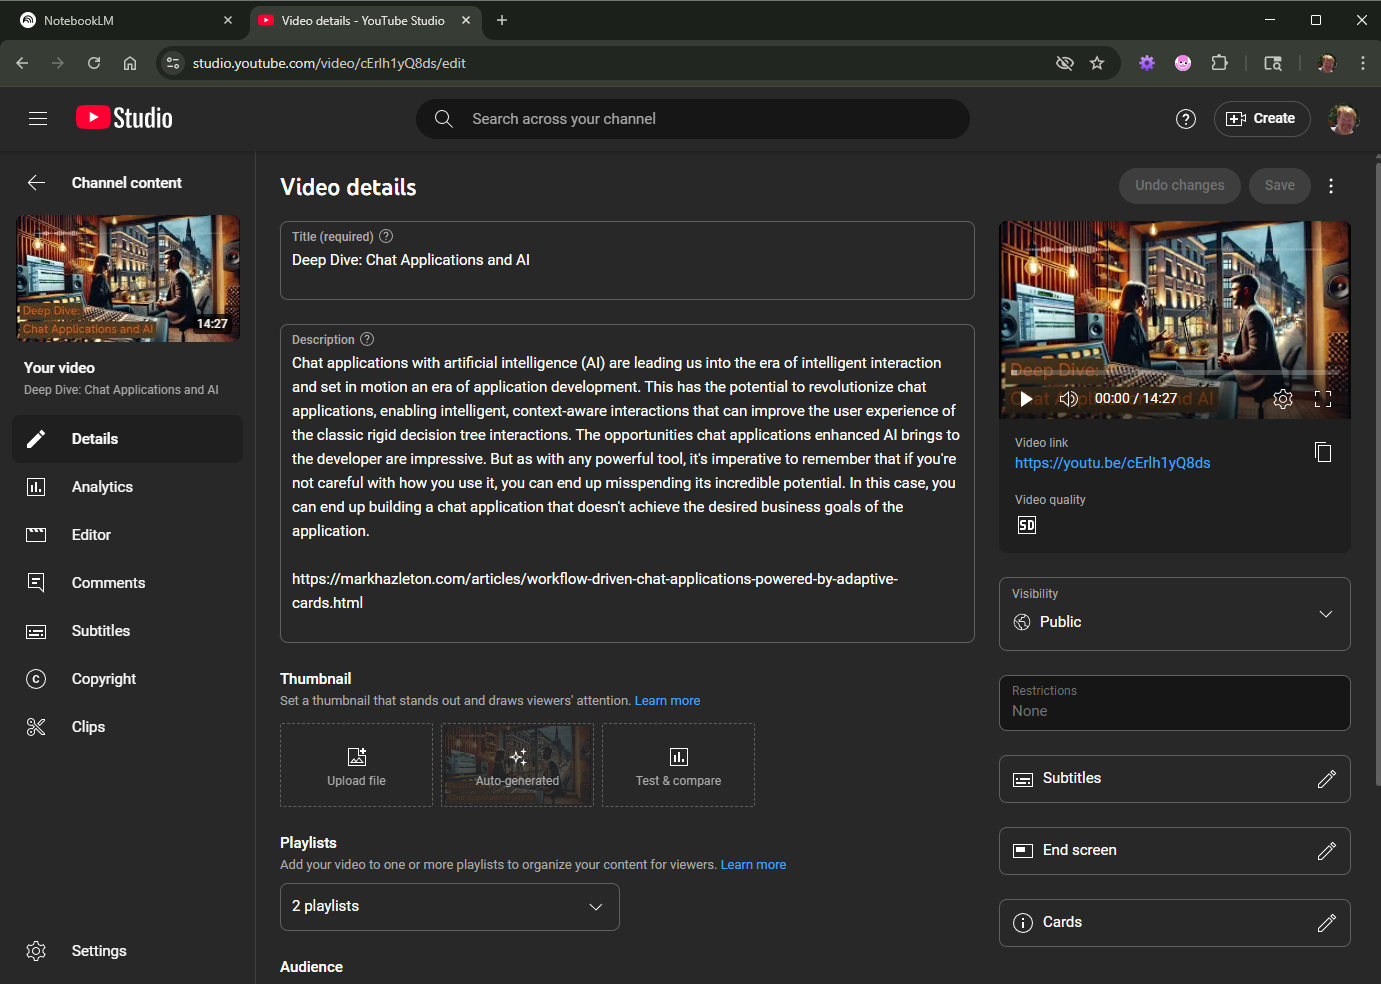 NotebookLM
Video details - YouTube Studio
studio.youtube.com/video/cErIh1yQ8ds/edit
Studio
Search across your channel
Create
Channel content
Video details
Undo changes
Save
Deep Dive:
Chat Applications and AI
14:27
Your video
Deep Dive: Chat Applications and AI
Details
Analytics
Editor
Comments
Subtitles
Copyright
Clips
Settings
Title (required)
Deep Dive: Chat Applications and AI
Description
Chat applications with artificial intelligence (AI) are leading us into the era of intelligent interaction
and set in motion an era of application development. This has the potential to revolutionize chat
applications, enabling intelligent, context-aware interactions that can improve the user experience of
the classic rigid decision tree interactions. The opportunities chat applications enhanced AI brings to
the developer are impressive. But as with any powerful tool, it's imperative to remember that if you're
not careful with how you use it, you can end up misspending its incredible potential. In this case, you
can end up building a chat application that doesn't achieve the desired business goals of the
application.
https://markhazleton.com/articles/workflow-driven-chat-applications-powered-by-adaptive-
cards.html
Thumbnail
Set a thumbnail that stands out and draws viewers' attention. Learn more
Upload file
Auto-generated
Test & compare
Playlists
Add your video to one or more playlists to organize your content for viewers. Learn more
2 playlists
Audience
Deep Dive:
Chat Applications and AI
00:00 / 14:27
Video link
https://youtu.be/cErIh1yQ8ds
Video quality
SD
Visibility
Public
Restrictions
None
Subtitles
End screen
Cards